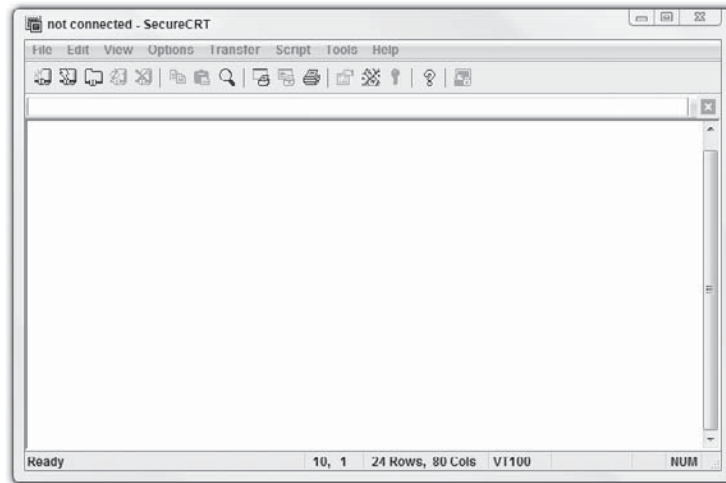 not connected - SecureCRT
File Edit View Options Transfer Script Tools Help
Ready 10, 1 24 Rows, 80 Cols VT100 NUM